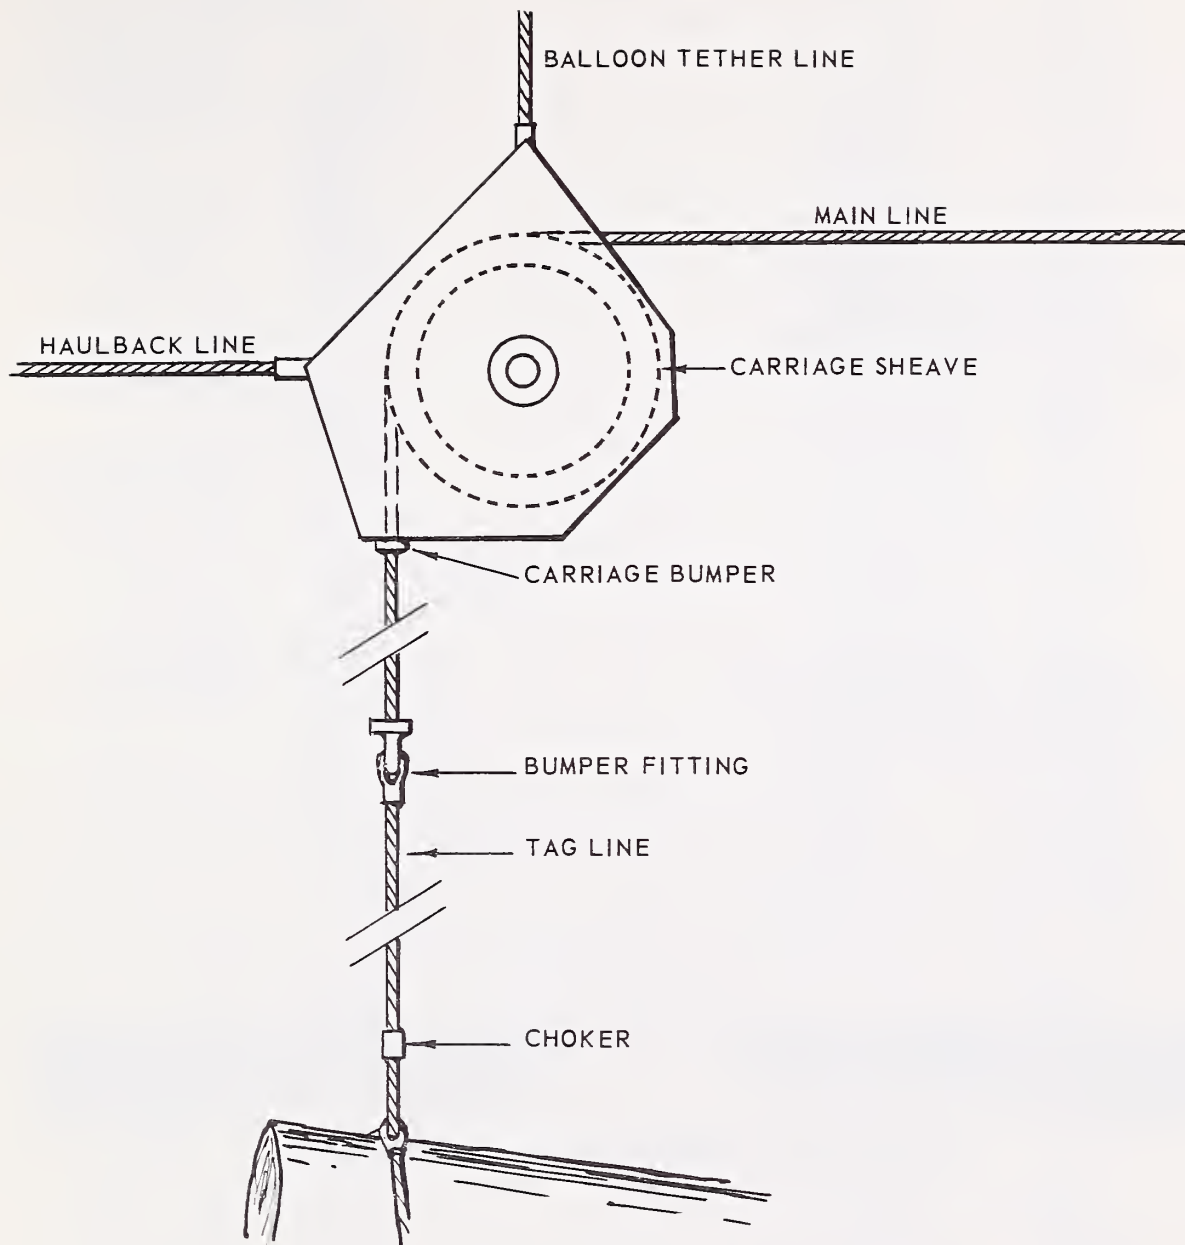 BALLOON TETHER LINE
MAIN LINE
HAULBACK LINE
CARRIAGE SHEAVE
CARRIAGE BUMPER
BUMPER FITTING
TAG LINE
CHOKER